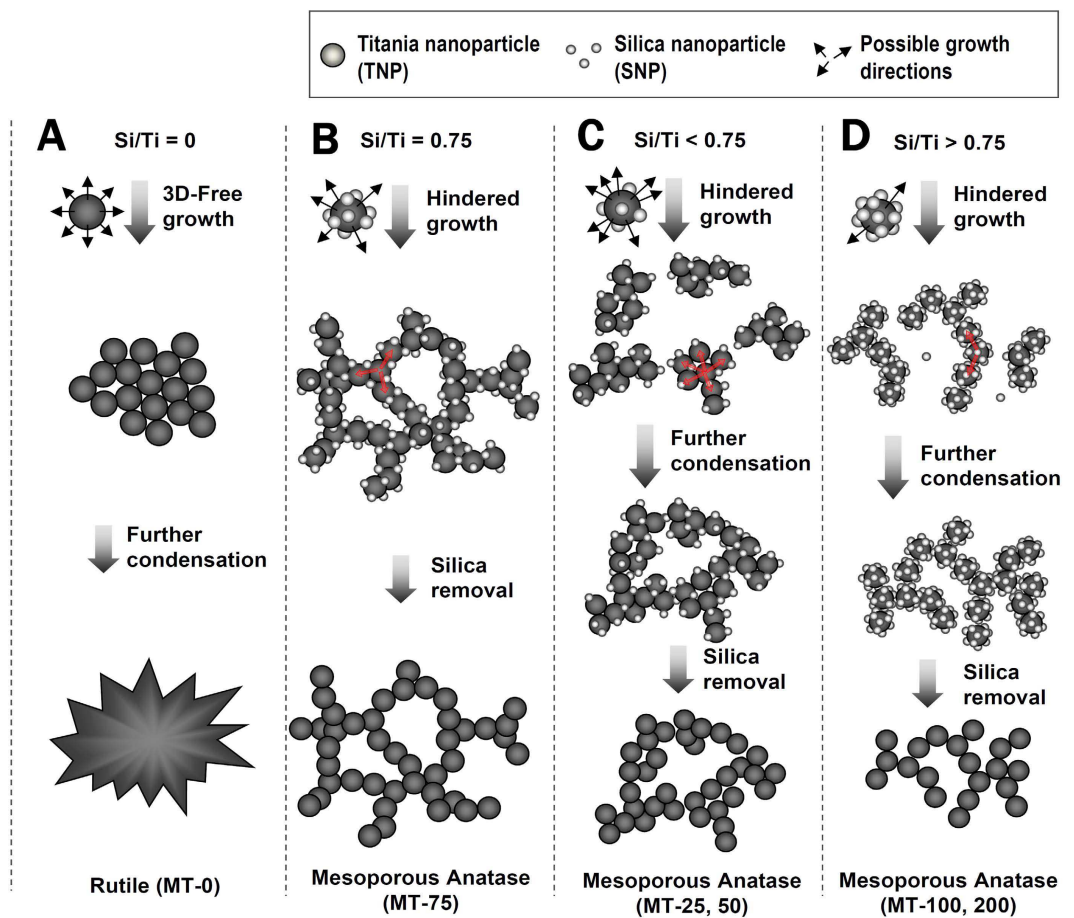 Titania nanoparticle
(TNP)
Silica nanoparticle
(SNP)
Possible growth
directions
A
Si/Ti = 0
3D-Free
growth
Further
condensation
Rutile (MT-0)
B
Si/Ti = 0.75
Hindered
growth
Silica
removal
Mesoporous Anatase
(MT-75)
C
Si/Ti < 0.75
Hindered
growth
Further
condensation
Silica
removal
Mesoporous Anatase
(MT-25, 50)
D
Si/Ti > 0.75
Hindered
growth
Further
condensation
Silica
removal
Mesoporous Anatase
(MT-100, 200)